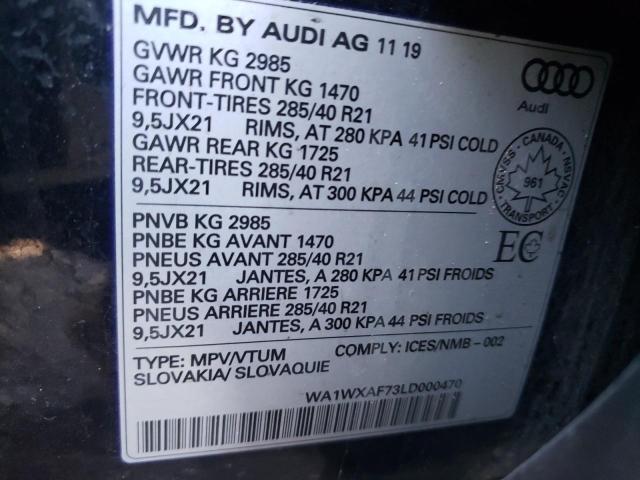 MFD. BY AUDI AG 11 19
GVWR KG 2985
GAWR FRONT KG 1470
FRONT-TIRES 285/40 R21
9,5JX21 RIMS, AT 280 KPA 41 PSI COLD
GAWR REAR KG 1725
REAR-TIRES 285/40 R21
9,5JX21 RIMS, AT 300 KPA 44 PSI COLD
Audi
CMVSS - CANADA - NSVAC
961
TRANSPORT
EC
PNVB KG 2985
PNBE KG AVANT 1470
PNEUS AVANT 285/40 R21
9,5JX21 JANTES, A 280 KPA 41 PSI FROIDS
PNBE KG ARRIERE 1725
PNEUS ARRIERE 285/40 R21
9,5JX21 JANTES, A 300 KPA 44 PSI FROIDS
TYPE: MPV/VTUM COMPLY: ICES/NMB - 002
SLOVAKIA/ SLOVAQUIE
WA1WXAF73LD000470